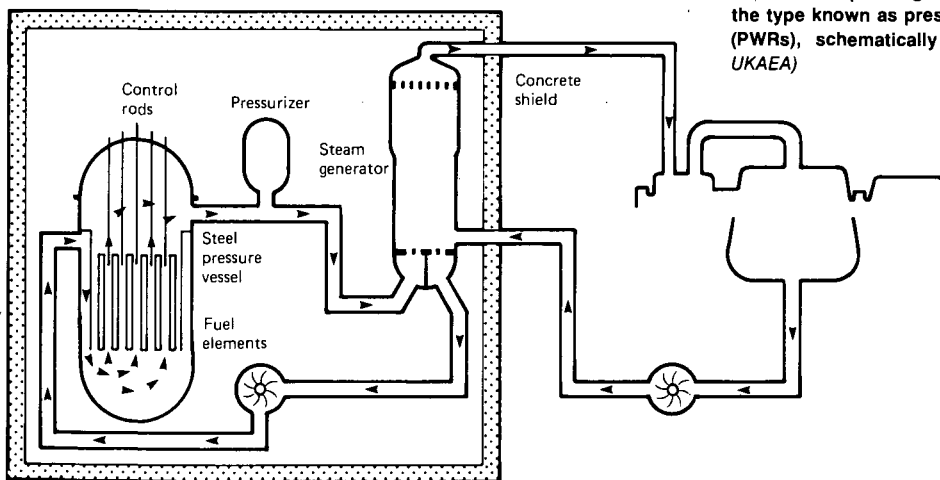 the type known as pres
(PWRs), schematically
UKAEA)
Control
rods
Pressurizer
Steam
generator
Concrete
shield
Steel
pressure
vessel
Fuel
elements